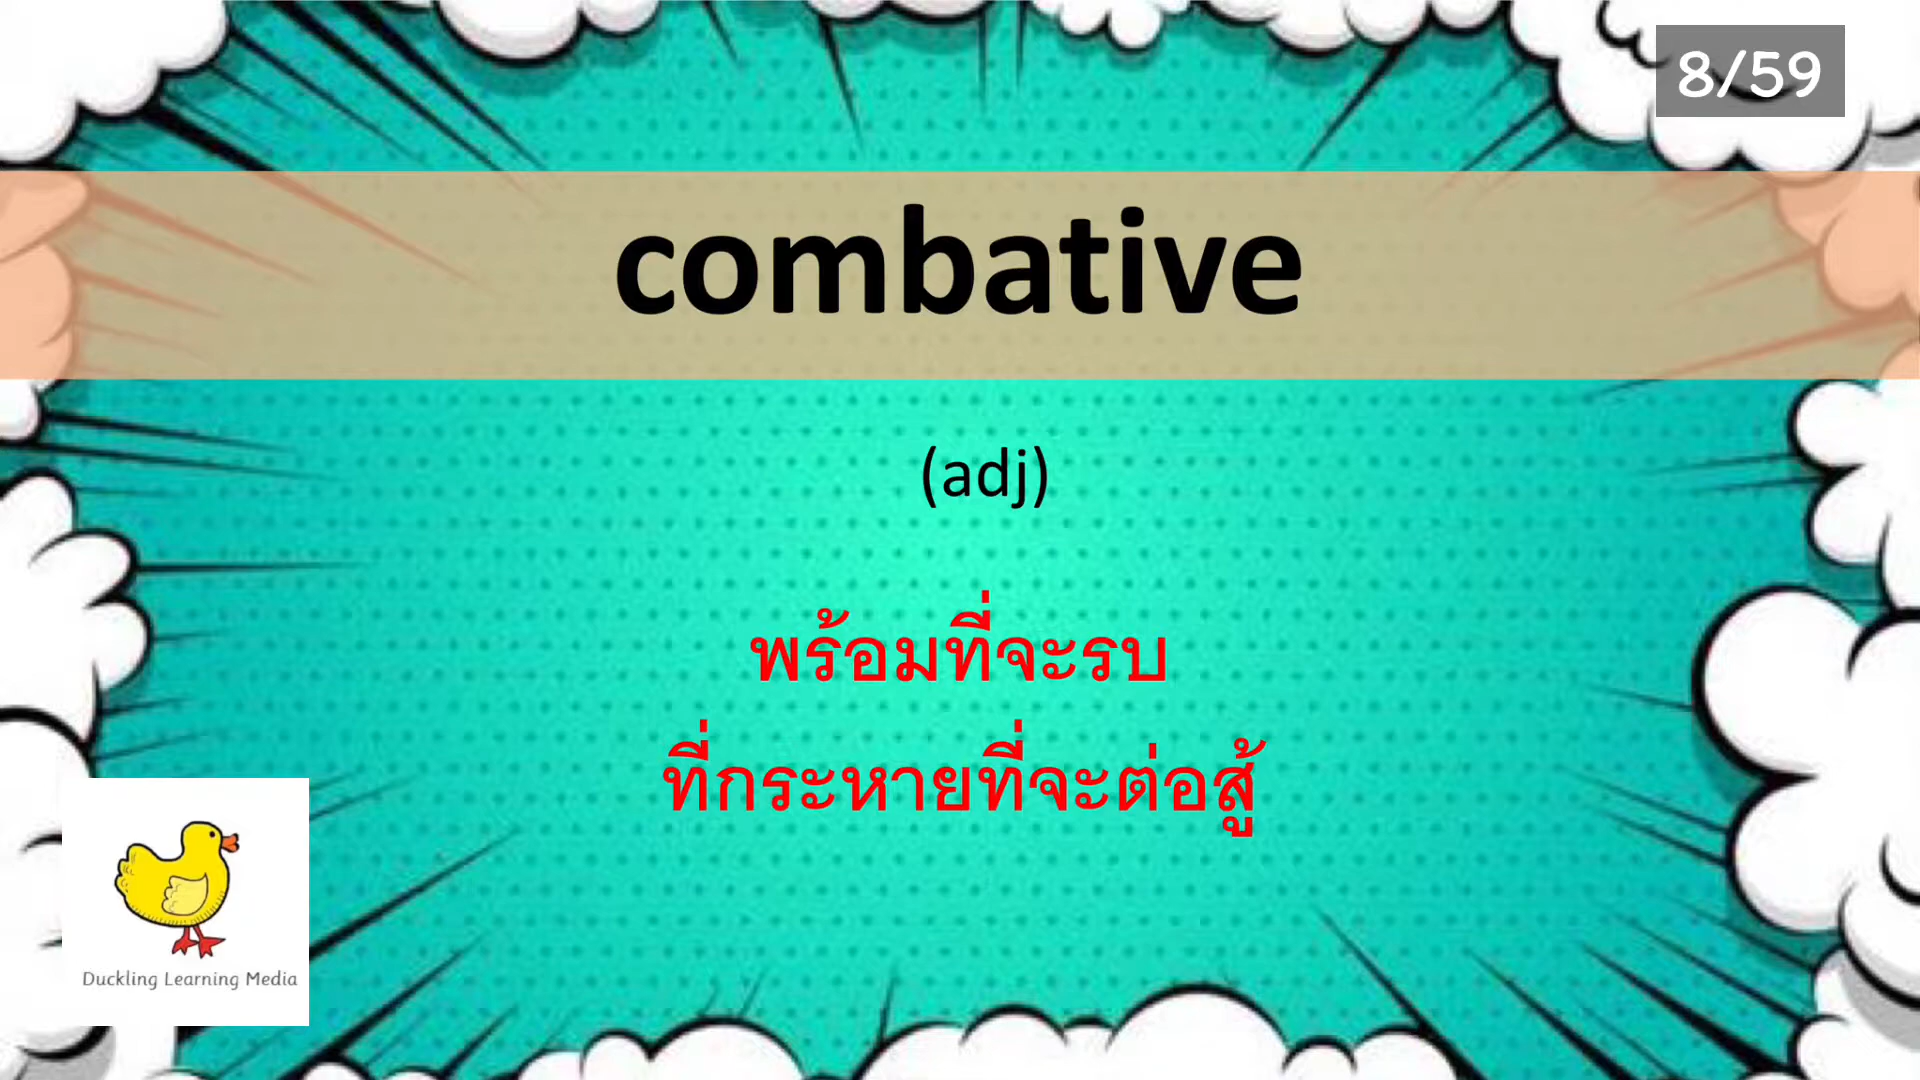 8/59
combative
(adj)
พร้อมที่จะรบ
ที่กระหายที่จะต่อสู้
Duckling Learning Media